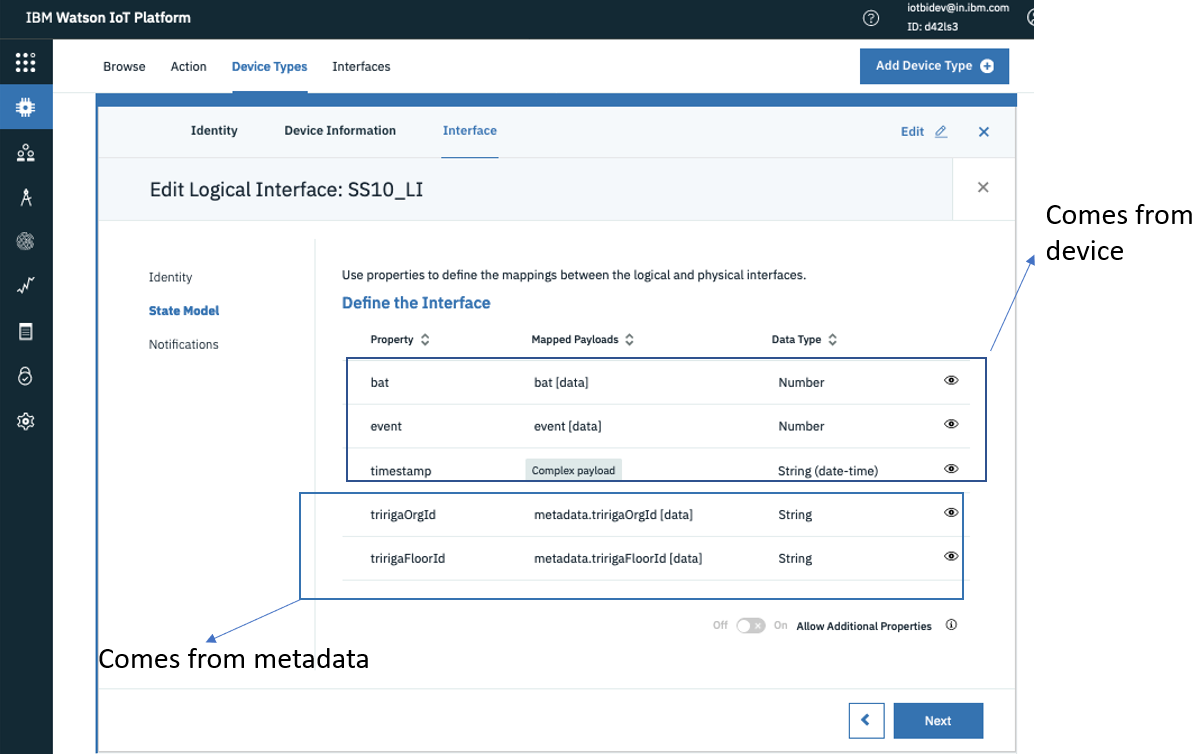 IBM Watson IoT Platform
iotbidev@in.ibm.com
ID: d42ls3
Browse Action Device Types Interfaces
Add Device Type
Identity Device Information Interface
Edit
Edit Logical Interface: SS10_LI
Comes from
device
Identity
State Model
Notifications
Use properties to define the mappings between the logical and physical interfaces.
Define the Interface
Property Mapped Payloads Data Type
bat bat [data] Number
event event [data] Number
timestamp Complex payload String (date-time)
tririgaOrgId metadata.tririgaOrgId [data] String
tririgaFloorId metadata.tririgaFloorId [data] String
Off On Allow Additional Properties
Comes from metadata
Next